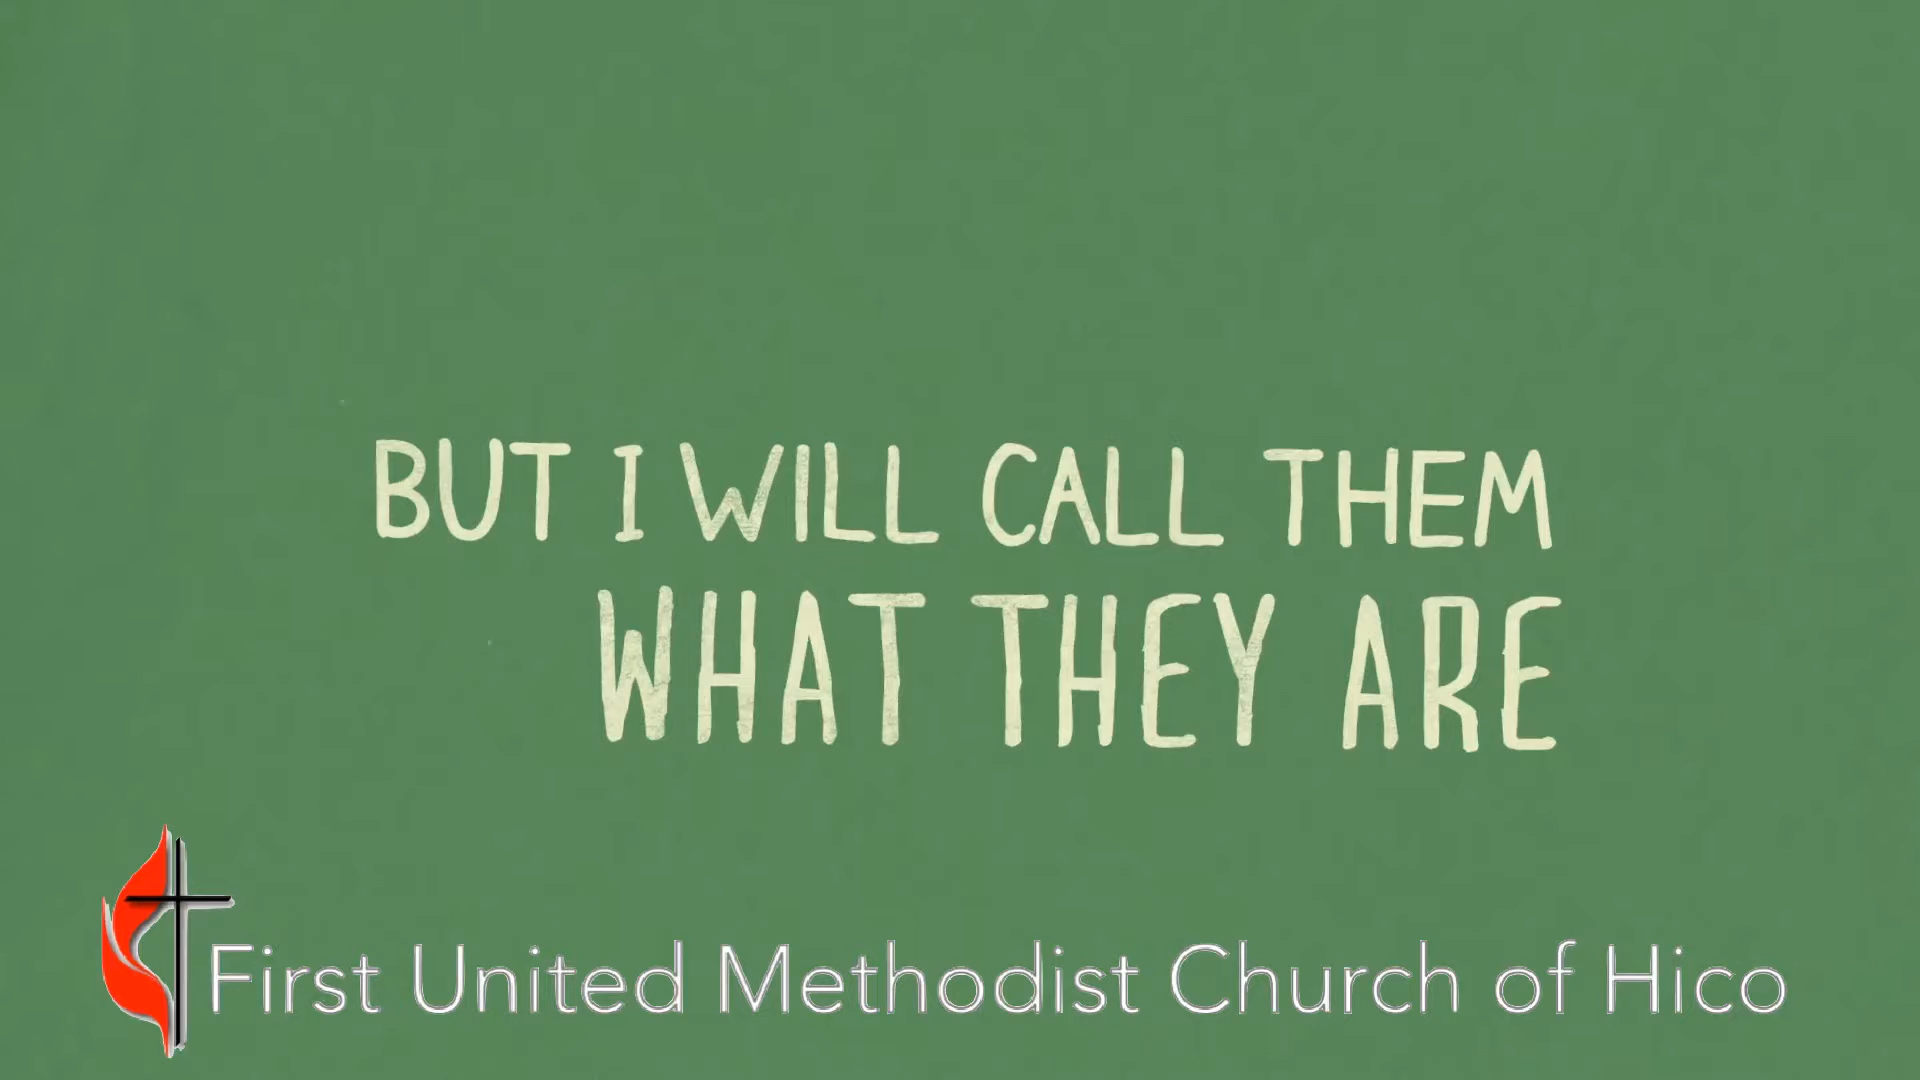 BUT I WILL CALL THEM
WHAT THEY ARE
First United Methodist Church of Hico